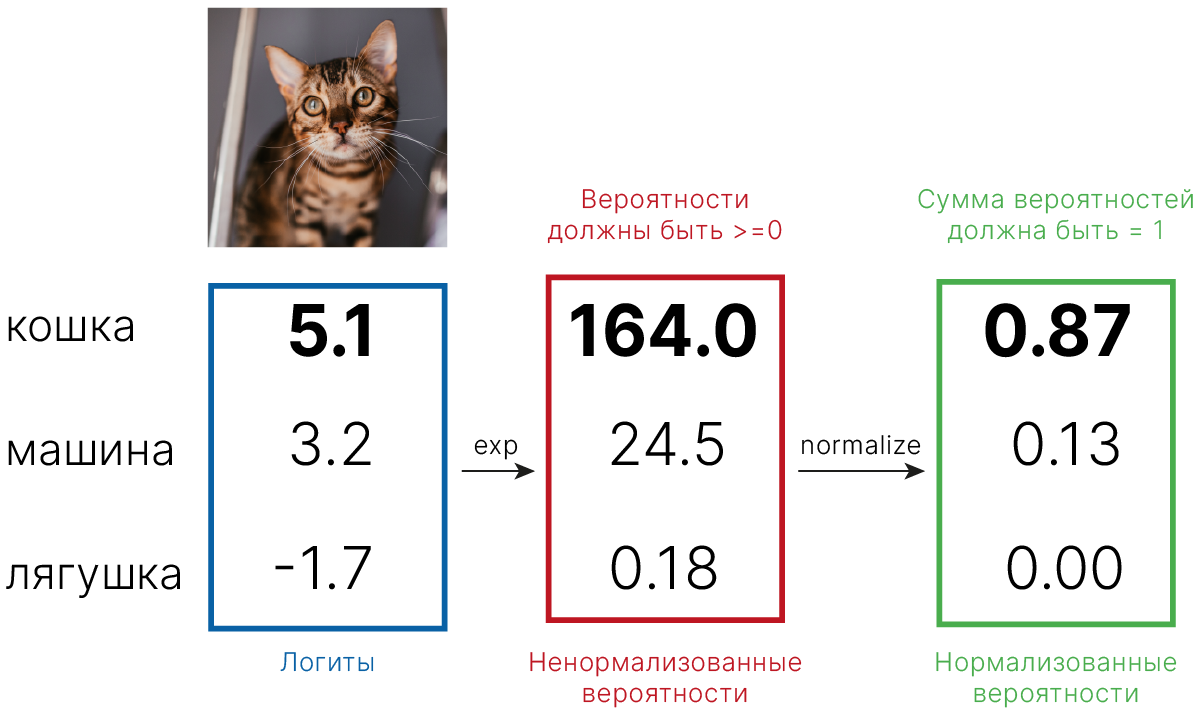 Вероятности
должны быть >=0
Сумма вероятностей
должна быть = 1
кошка 5.1 164.0 0.87
машина 3.2 exp 24.5 normalize 0.13
лягушка -1.7 0.18 0.00
Логиты
Ненормализованные
вероятности
Нормализованные
вероятности